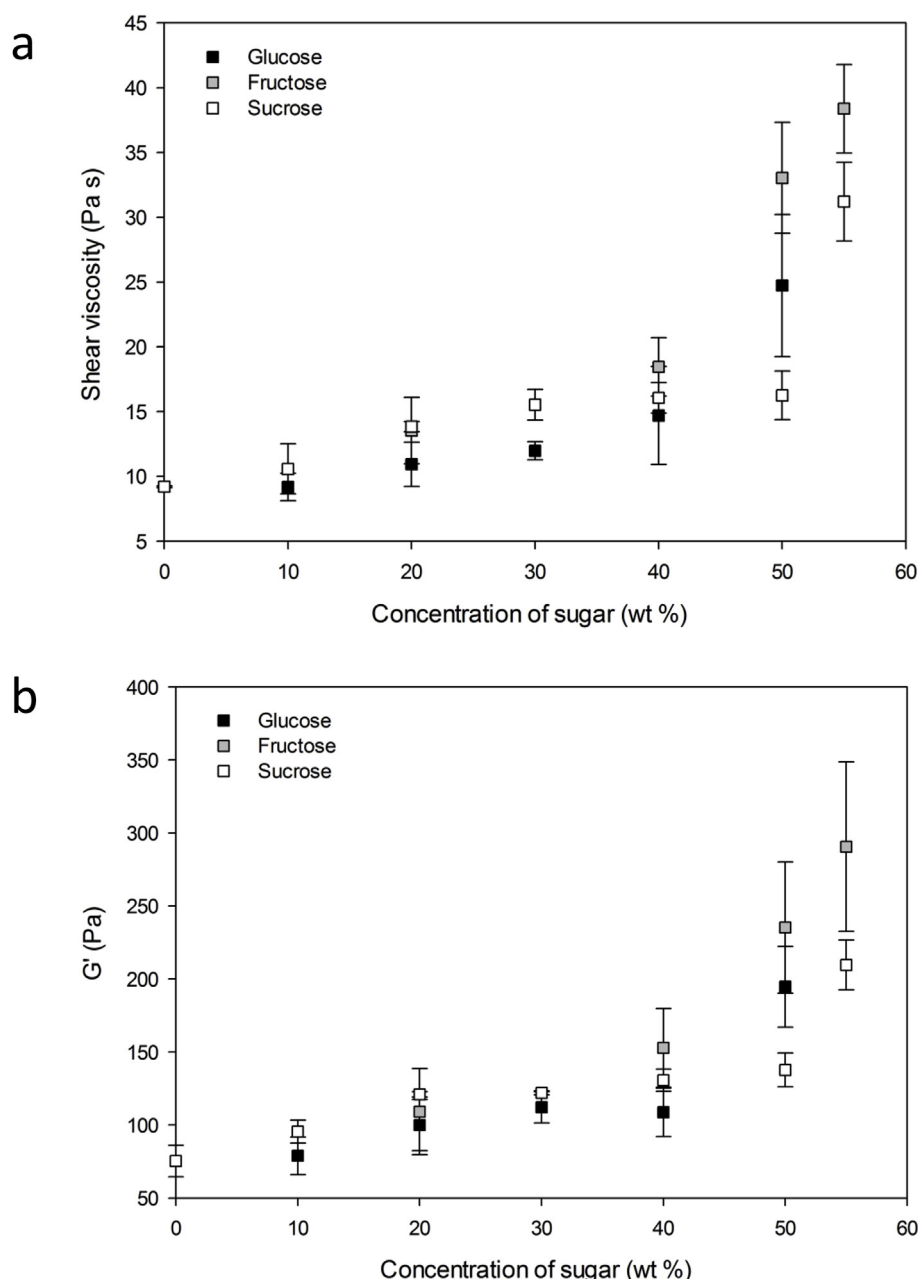 a
45
40
35
30
25
20
15
10
5
Shear viscosity (Pa s)
Glucose
Fructose
Sucrose
0 10 20 30 40 50 60
Concentration of sugar (wt %)
b
400
350
300
250
200
150
100
50
G' (Pa)
Glucose
Fructose
Sucrose
0 10 20 30 40 50 60
Concentration of sugar (wt %)